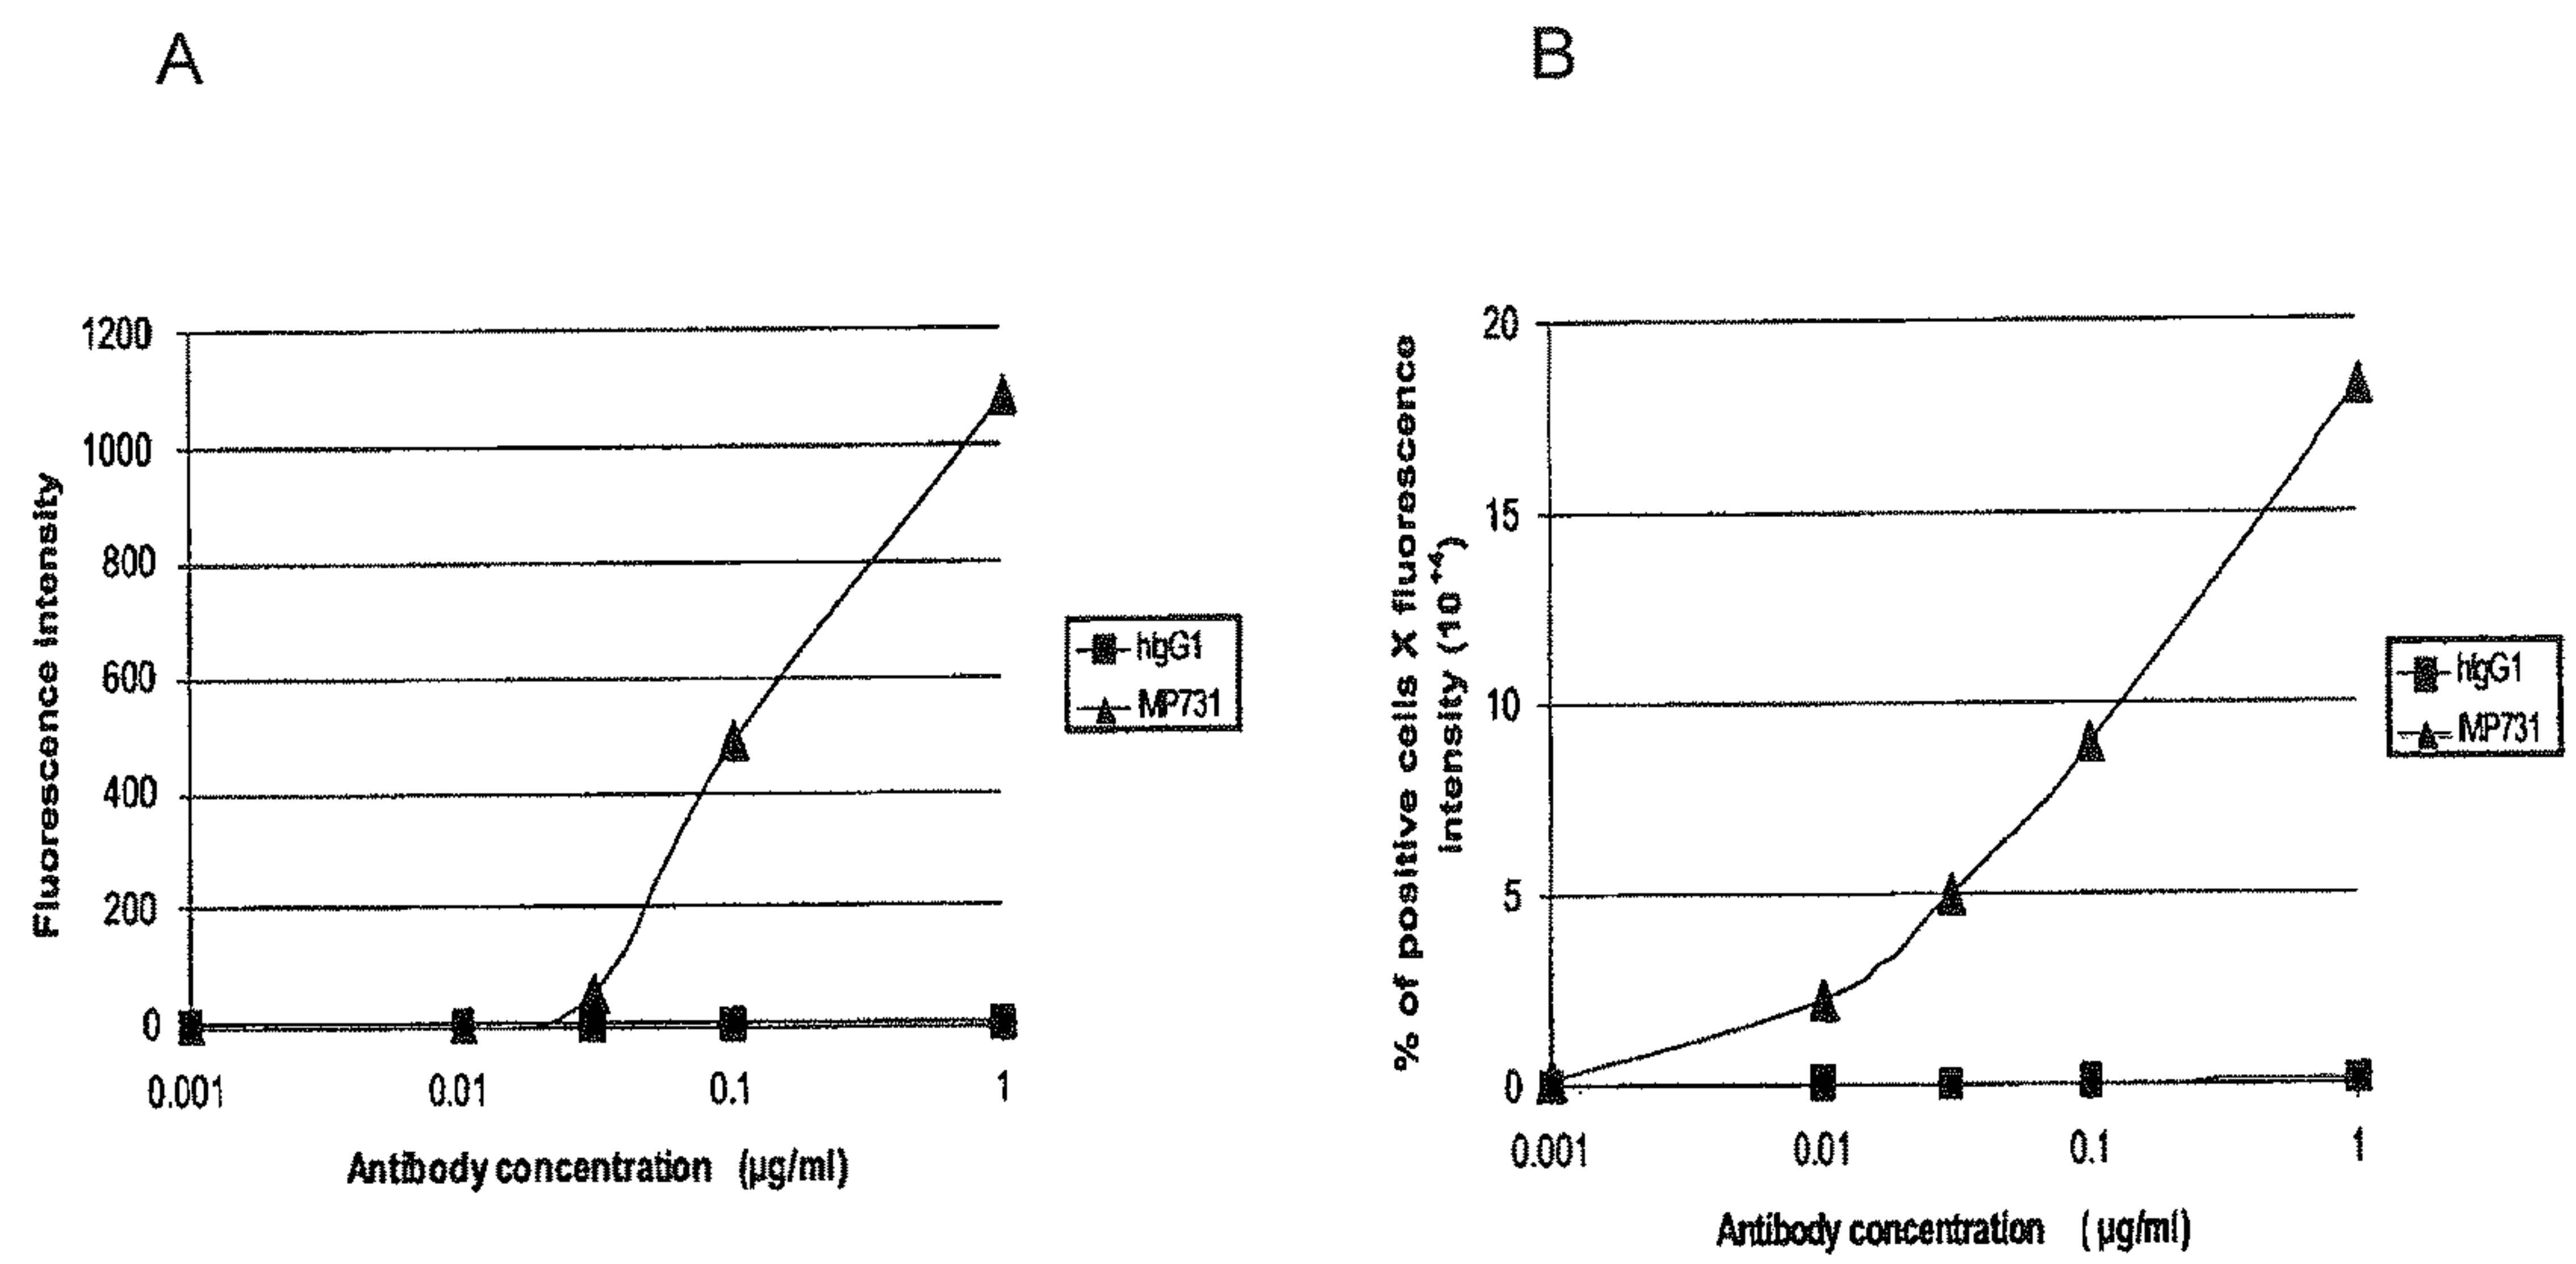 A
1200
1000
800
600
400
200
0
0.001 0.01 0.1 1
Fluorescence intensity
Antibody concentration (µg/ml)
hIgG1
IMP731
B
20
15
10
5
0
0.001 0.01 0.1 1
% of positive cells X fluorescence
intensity (10⁺⁴)
Antibody concentration (µg/ml)
hIgG1
IMP731